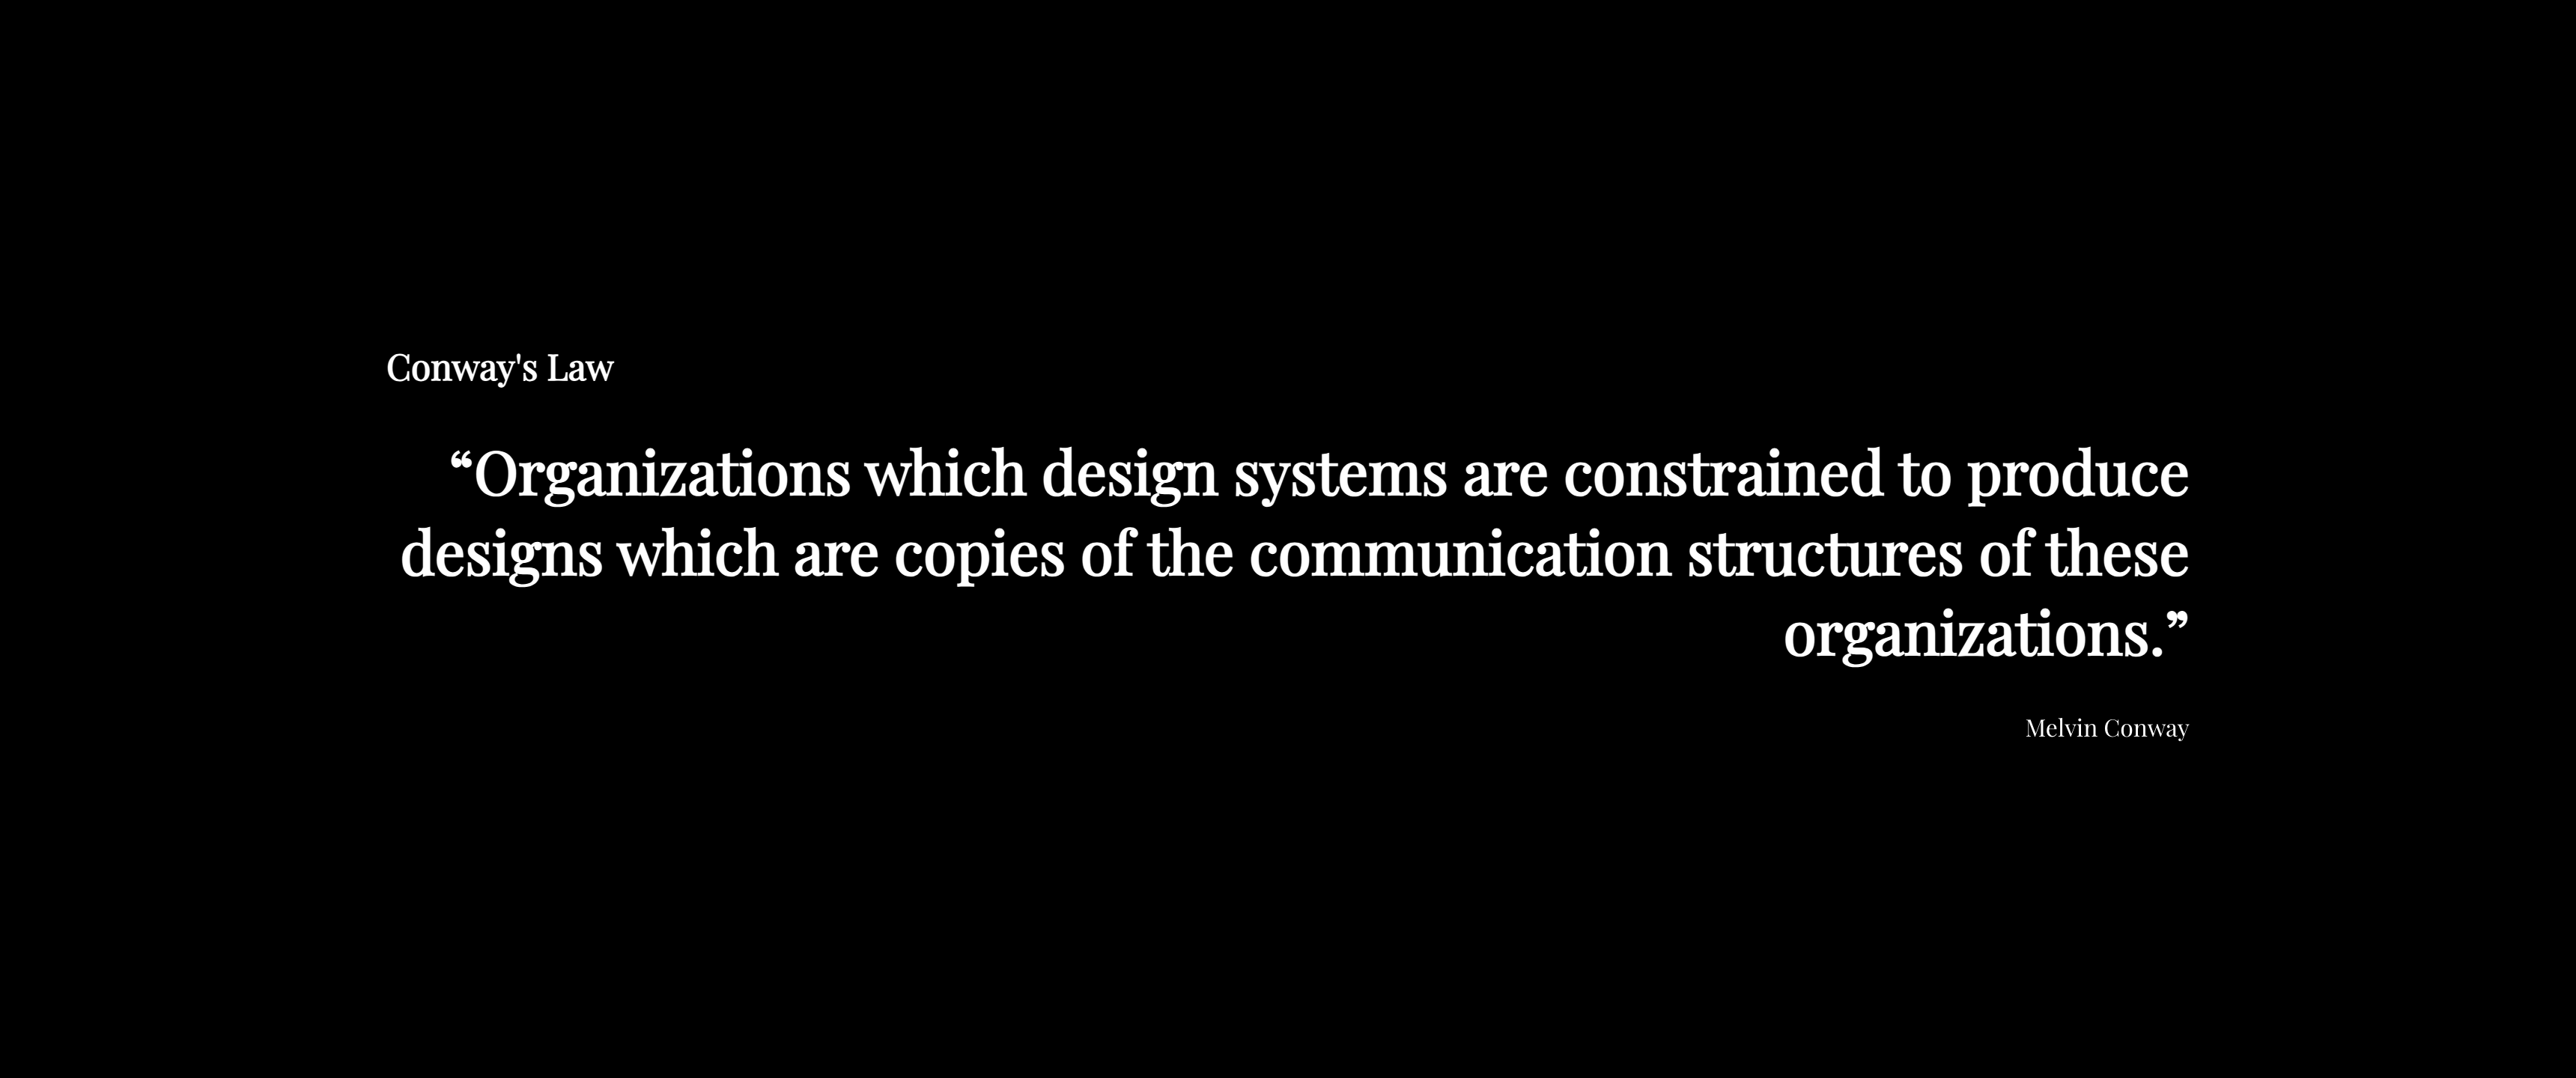 Conway's Law
“Organizations which design systems are constrained to produce
designs which are copies of the communication structures of these
organizations.”
Melvin Conway